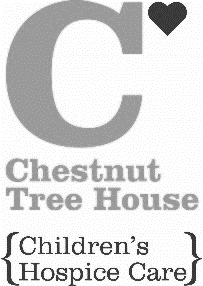 C
Chestnut
Tree House
{Children's
Hospice Care}